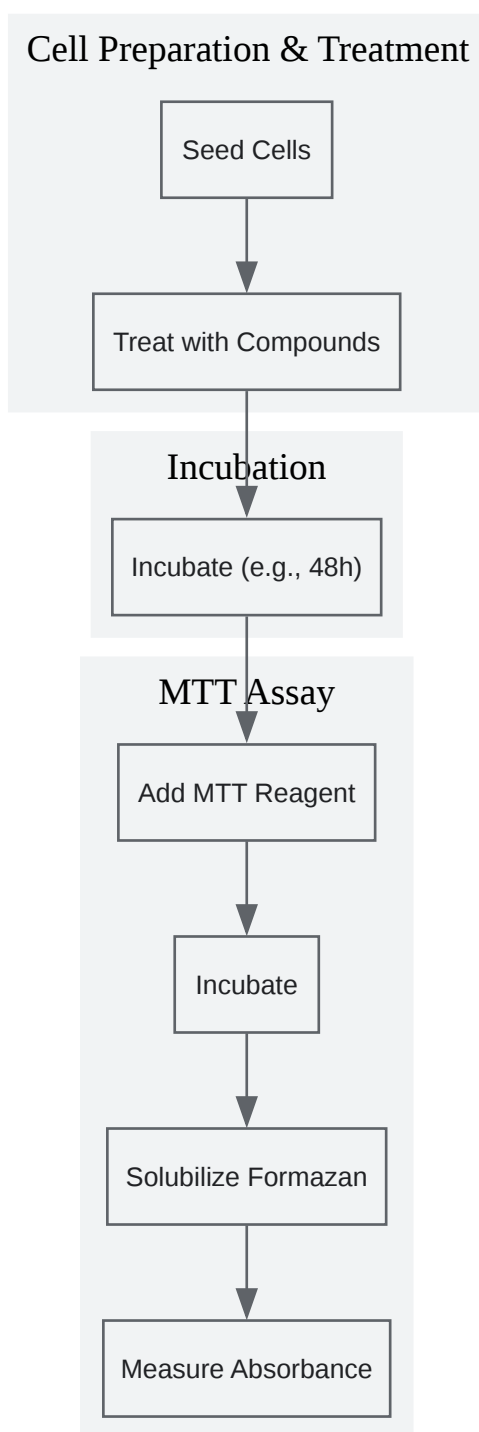 Cell Preparation & Treatment
Seed Cells
Treat with Compounds
Incubation
Incubate (e.g., 48h)
MTT Assay
Add MTT Reagent
Incubate
Solubilize Formazan
Measure Absorbance